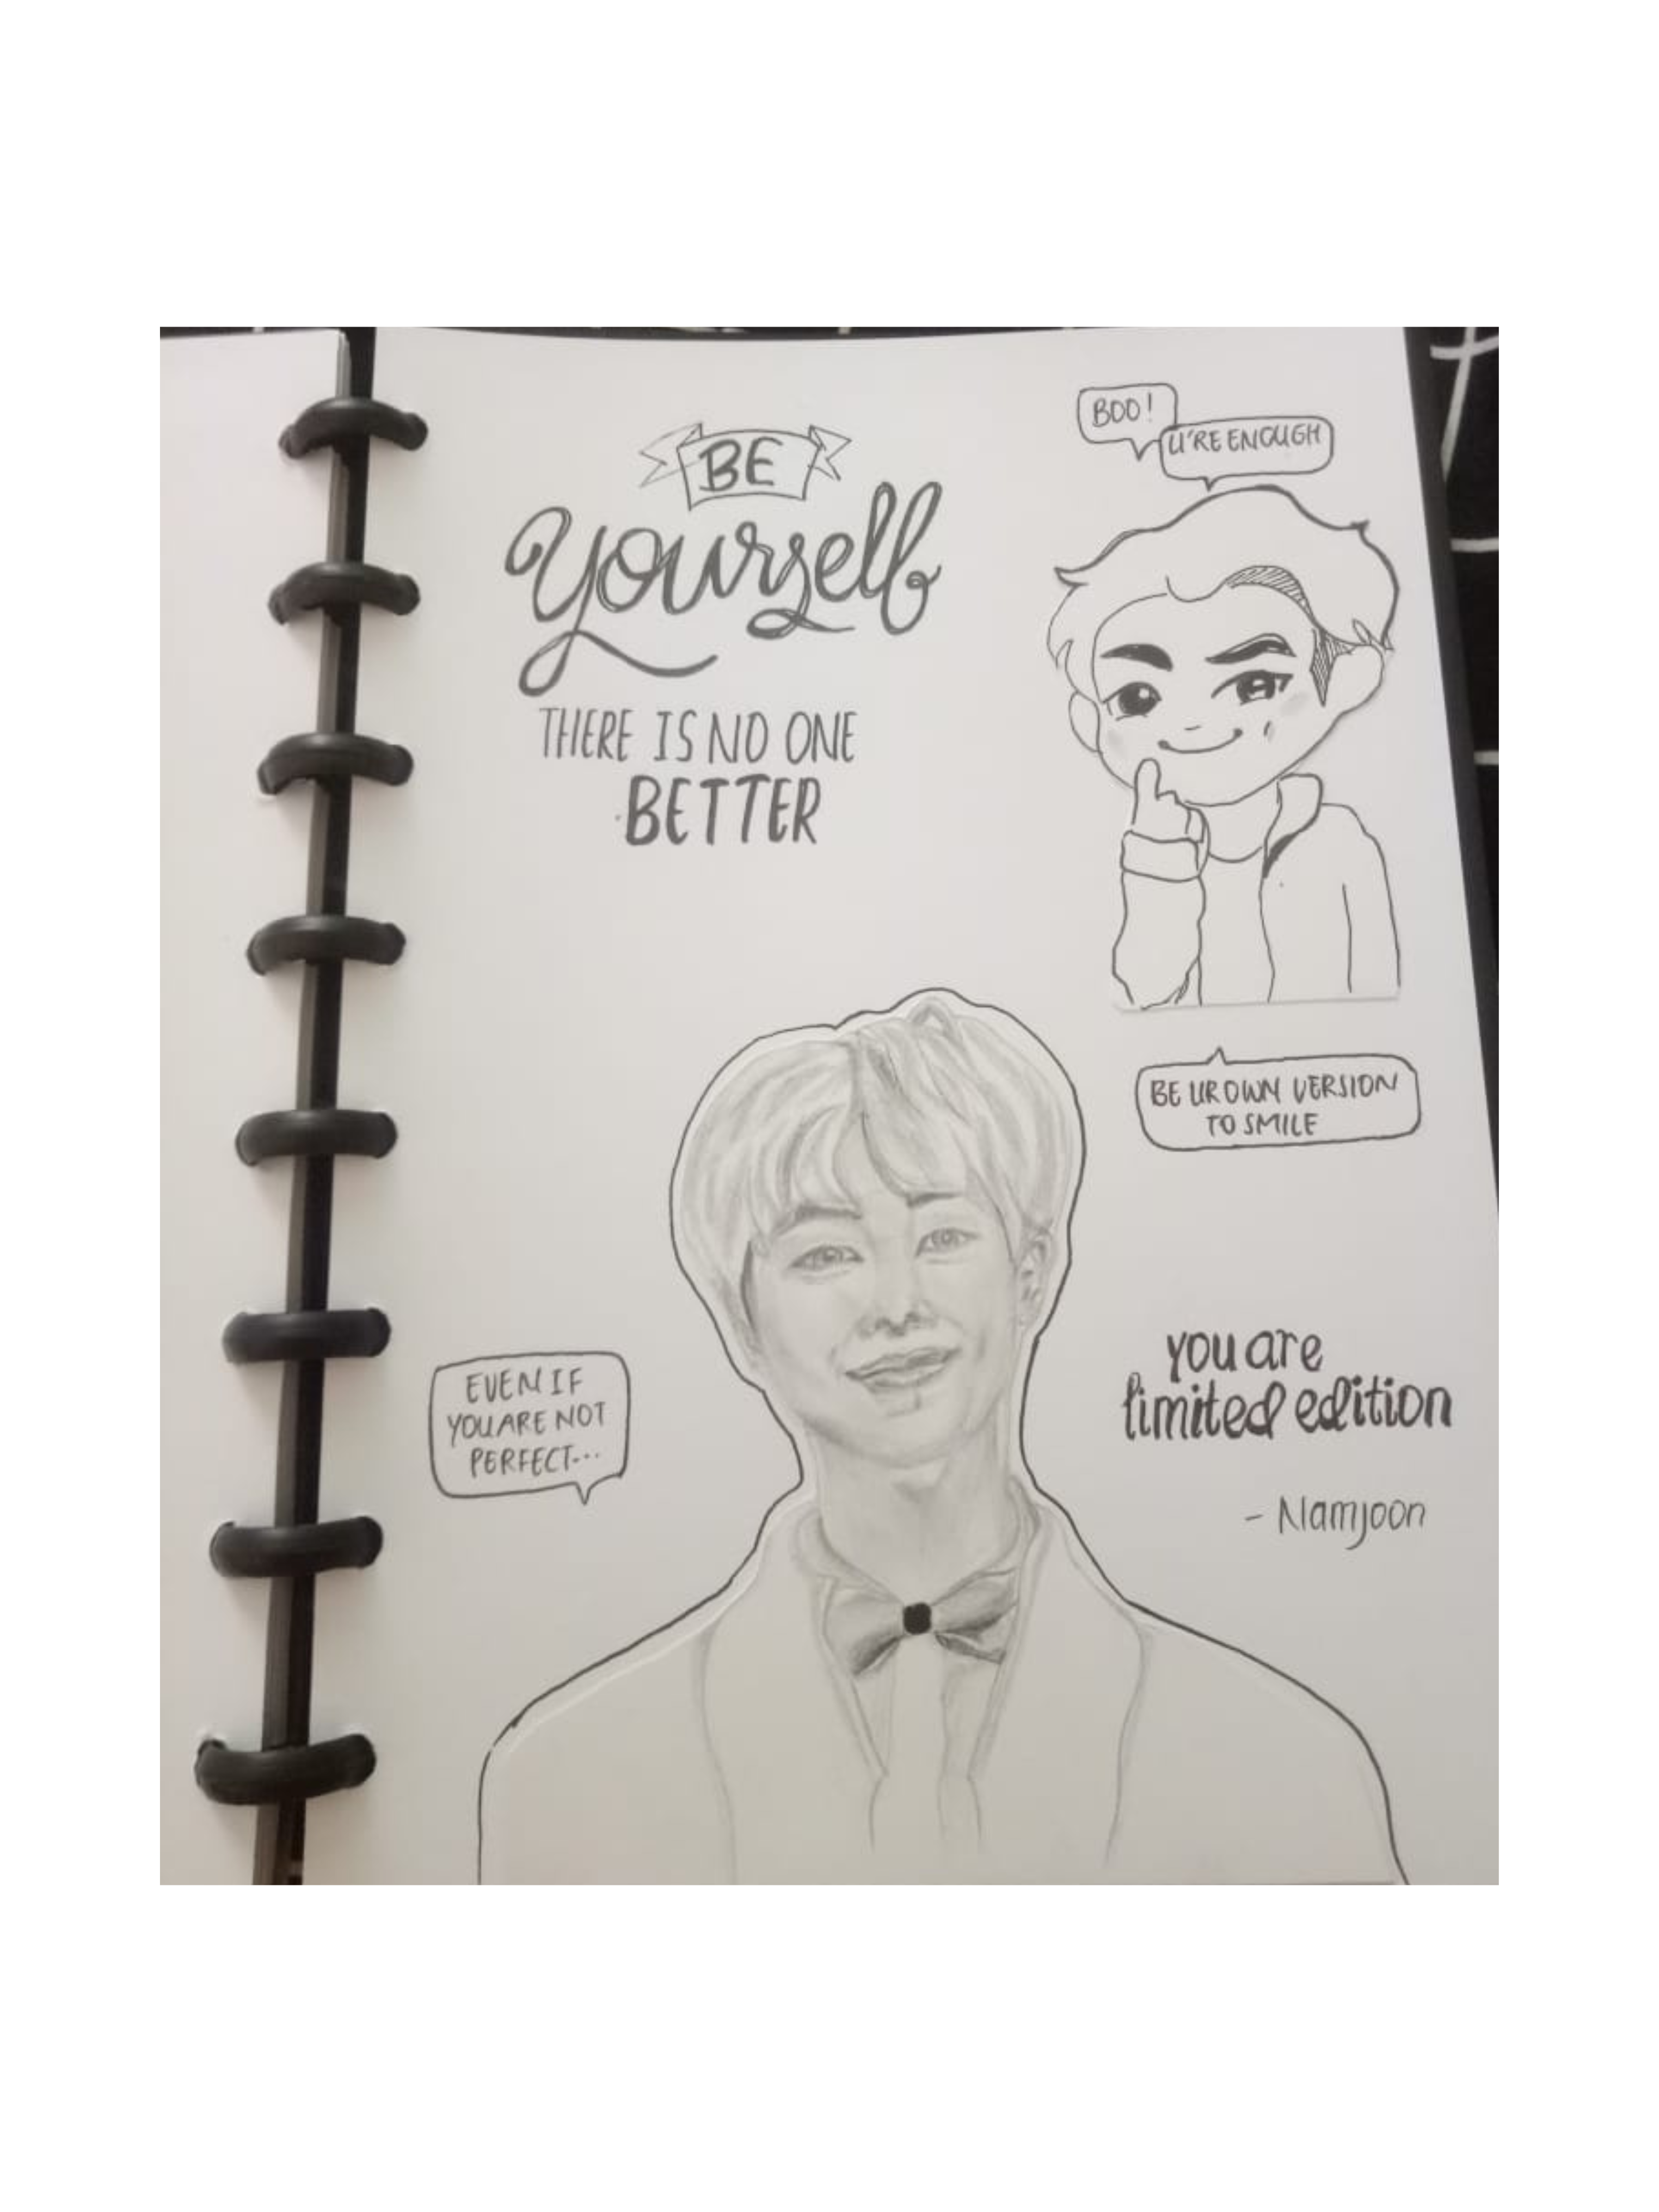 BE
Yourself
THERE IS NO ONE
BETTER
BOO!
U'RE ENOUGH
BE UR OWN VERSION
TO SMILE
EVEN IF
YOU ARE NOT
PERFECT...
you are
limited edition
- Namjoon